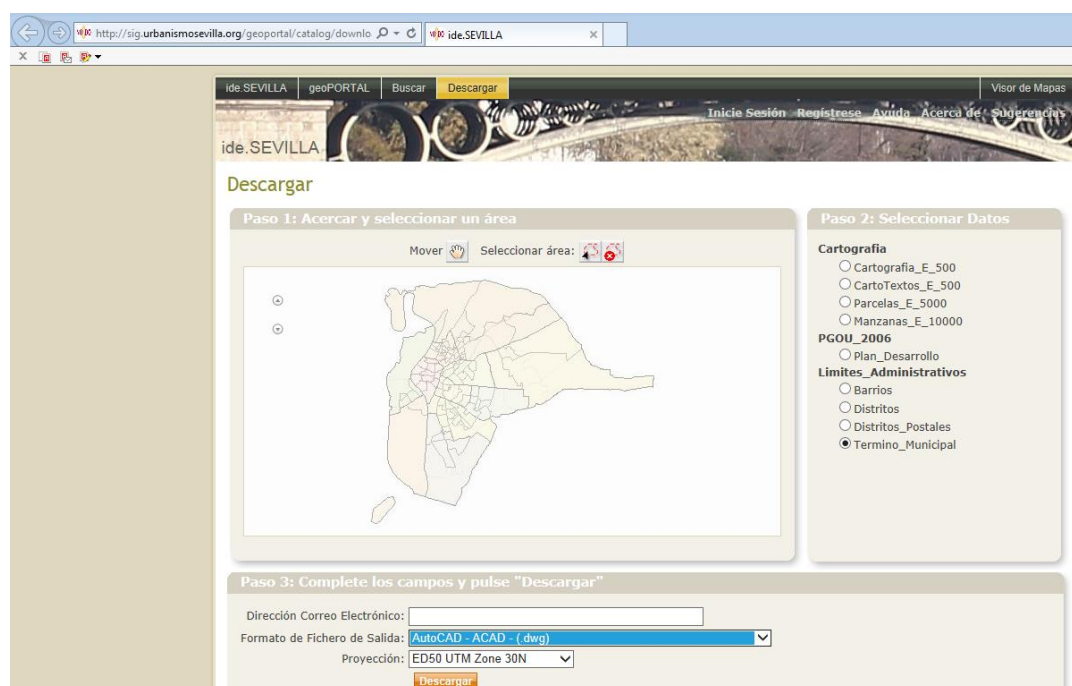 http://sig.urbanismosevilla.org/geoportal/catalog/downlo
ide.SEVILLA
ide.SEVILLA geoPORTAL Buscar Descargar Visor de Mapas
Inicie Sesión Regístrese Ayuda Acerca de Sugerencias
ide.SEVILLA
Descargar
Paso 1: Acercar y seleccionar un área
Mover Seleccionar área:
Paso 2: Seleccionar Datos
Cartografia
Cartografia_E_500
CartoTextos_E_500
Parcelas_E_5000
Manzanas_E_10000
PGOU_2006
Plan_Desarrollo
Limites_Administrativos
Barrios
Distritos
Distritos_Postales
Termino_Municipal
Paso 3: Complete los campos y pulse "Descargar"
Dirección Correo Electrónico:
Formato de Fichero de Salida: AutoCAD - ACAD - (.dwg)
Proyección: ED50 UTM Zone 30N
Descargar